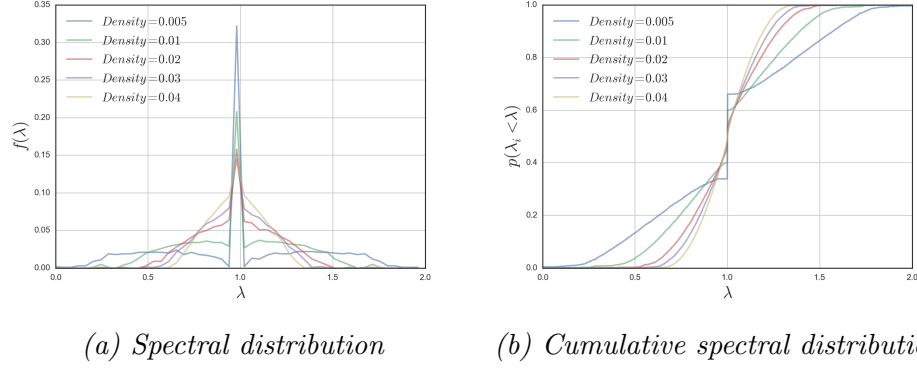 0.35
0.30
0.25
0.20
0.15
0.10
0.05
0.00
f(λ)
Density=0.005
Density=0.01
Density=0.02
Density=0.03
Density=0.04
0.0 0.5 1.0 1.5 2.0
λ
(a) Spectral distribution
1.0
0.8
0.6
0.4
0.2
0.0
p(λi <λ)
Density=0.005
Density=0.01
Density=0.02
Density=0.03
Density=0.04
0.0 0.5 1.0 1.5 2.0
λ
(b) Cumulative spectral distributi